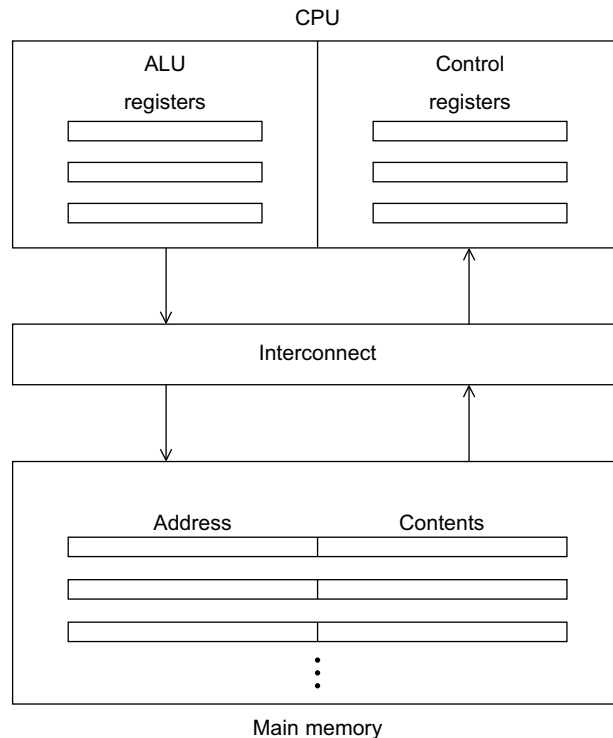 CPU
ALU
Control
registers
registers
Interconnect
Address
Contents
Main memory